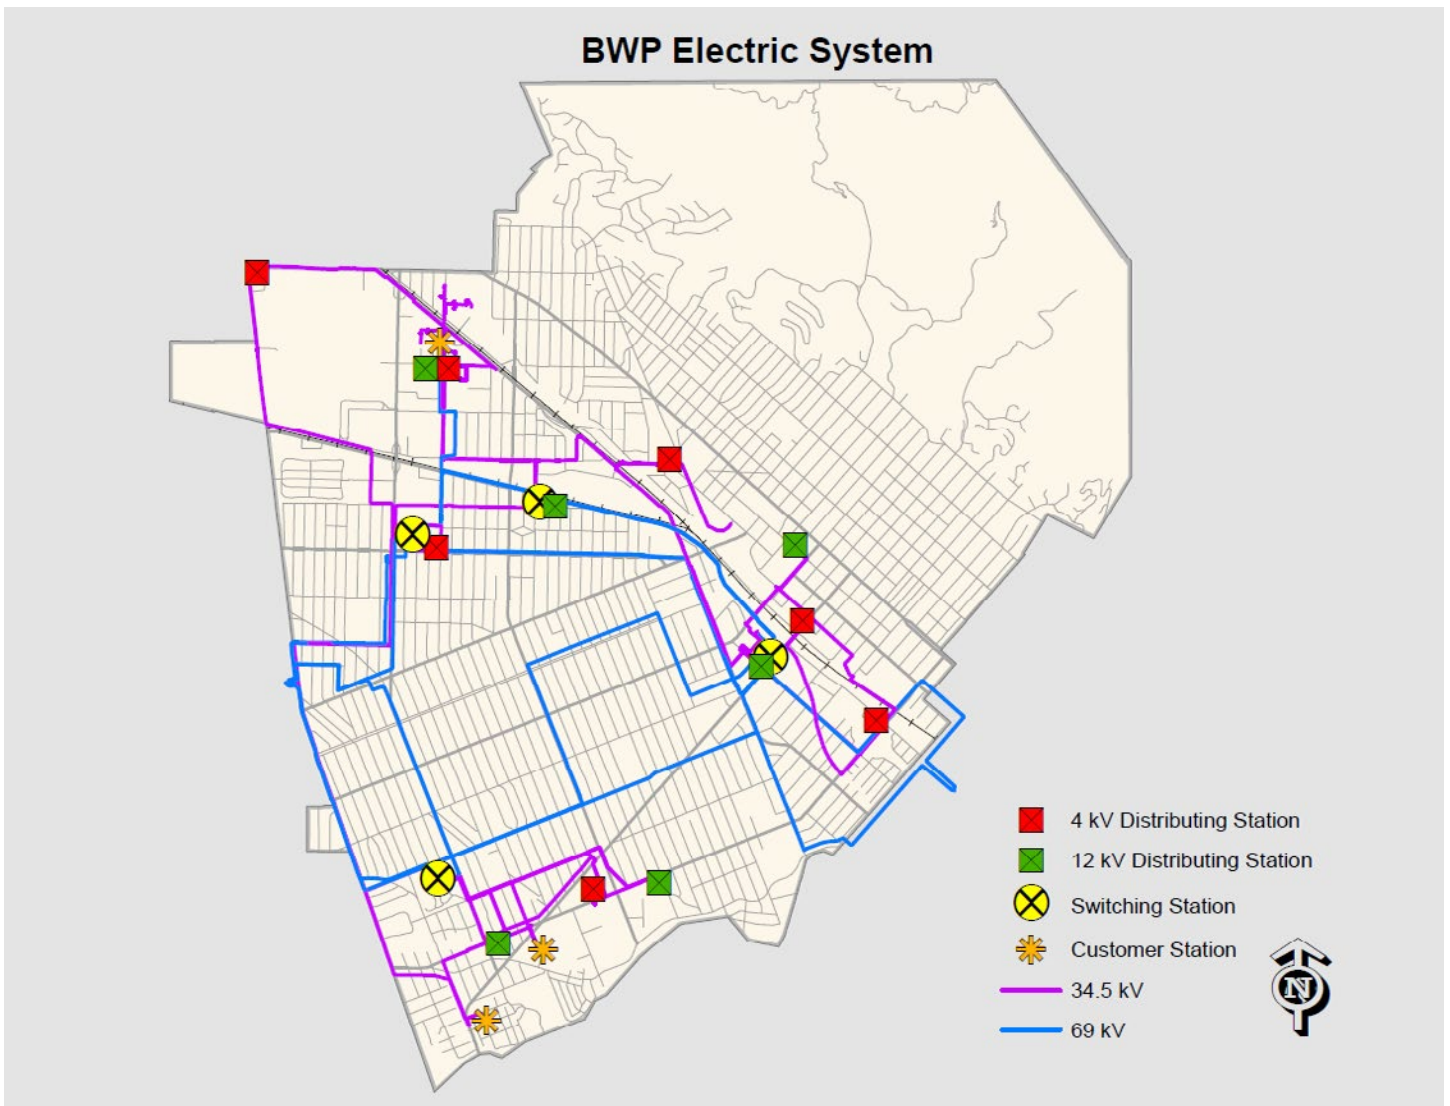 BWP Electric System
4 kV Distributing Station
12 kV Distributing Station
Switching Station
Customer Station
34.5 kV
69 kV
N